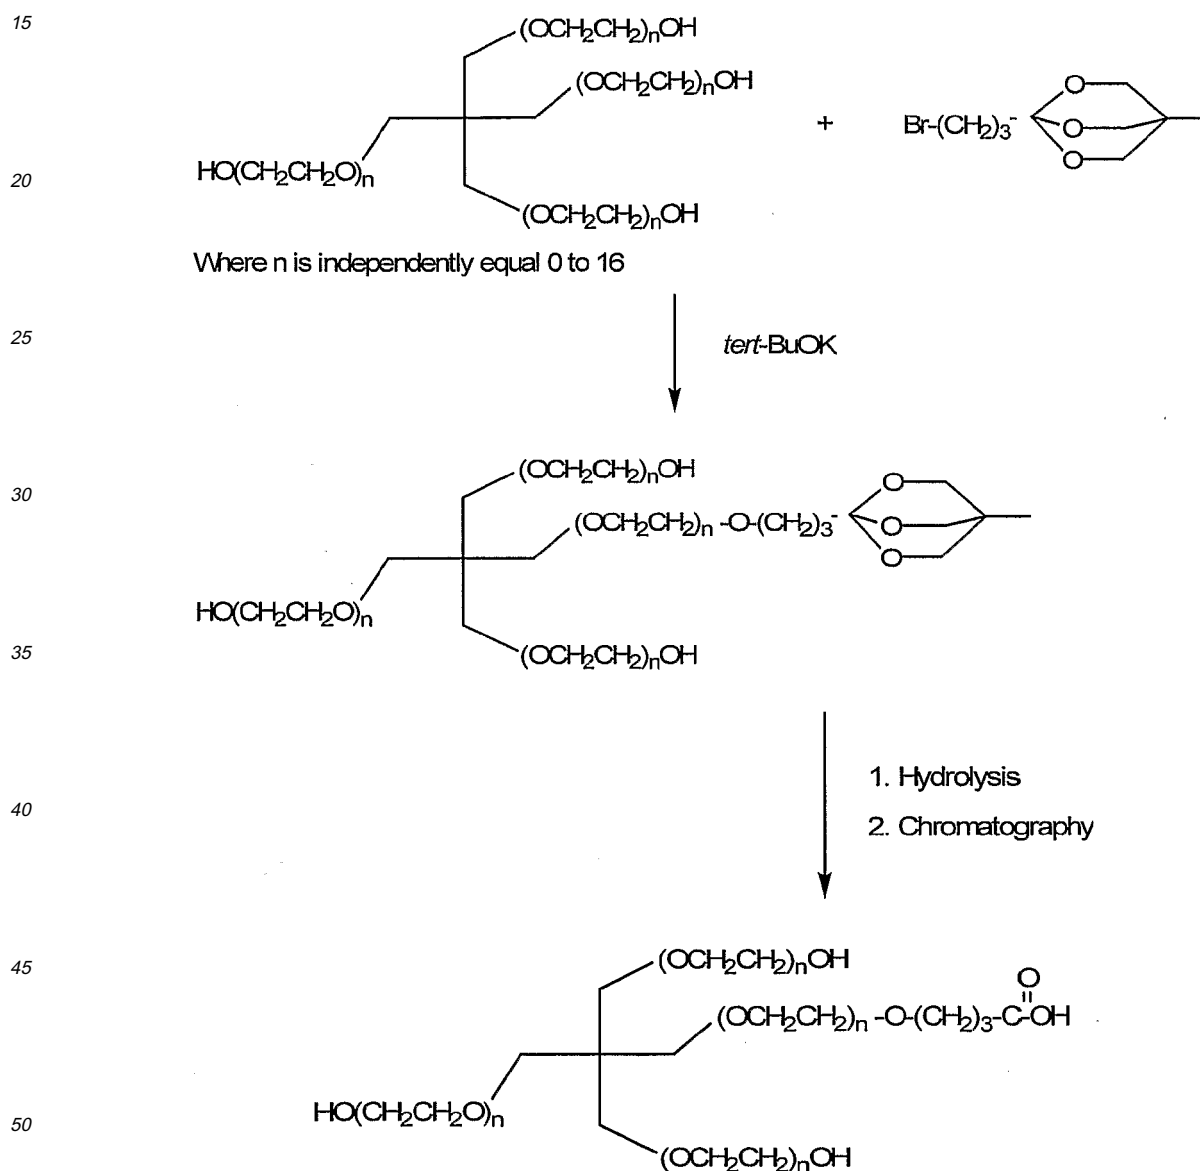 15
(OCH2CH2)nOH
(OCH2CH2)nOH
+
Br-(CH2)3-
O
O
O
HO(CH2CH2O)n
20
(OCH2CH2)nOH
Where n is independently equal 0 to 16
25
tert-BuOK
30
(OCH2CH2)nOH
(OCH2CH2)n-O-(CH2)3-
O
O
O
HO(CH2CH2O)n
35
(OCH2CH2)nOH
1. Hydrolysis
40
2. Chromatography
45
(OCH2CH2)nOH
O
(OCH2CH2)n-O-(CH2)3-C-OH
HO(CH2CH2O)n
50
(OCH2CH2)nOH